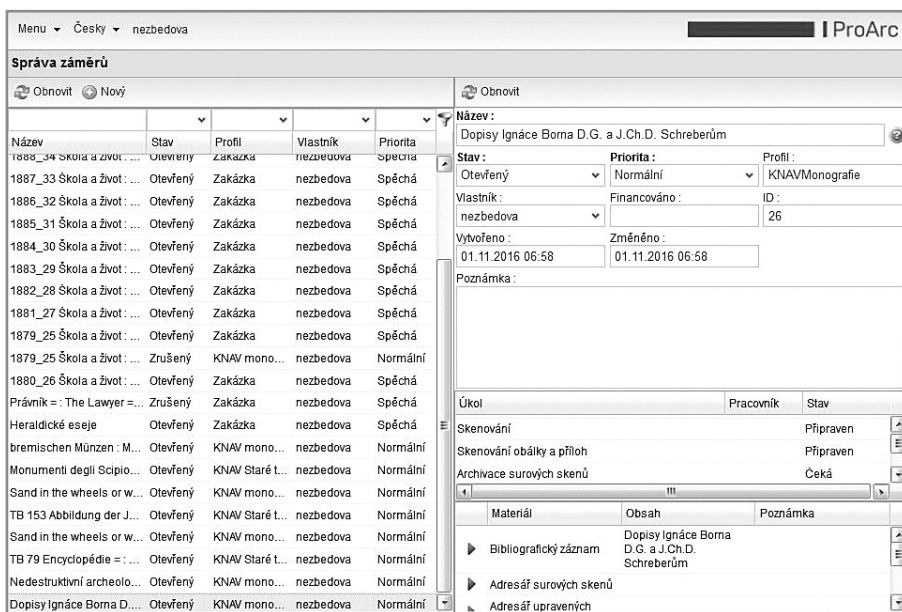 Menu Česky nezbedova
ProArc
Správa záměrů
Obnovit Nový
Název Stav Profil Vlastník Priorita
1888_34 Škola a život : ... Otevřený Zakázka nezbedova Spěchá
1887_33 Škola a život : ... Otevřený Zakázka nezbedova Spěchá
1886_32 Škola a život : ... Otevřený Zakázka nezbedova Spěchá
1885_31 Škola a život : ... Otevřený Zakázka nezbedova Spěchá
1884_30 Škola a život : ... Otevřený Zakázka nezbedova Spěchá
1883_29 Škola a život : ... Otevřený Zakázka nezbedova Spěchá
1882_28 Škola a život : ... Otevřený Zakázka nezbedova Spěchá
1881_27 Škola a život : ... Otevřený Zakázka nezbedova Spěchá
1879_25 Škola a život : ... Otevřený Zakázka nezbedova Spěchá
1879_25 Škola a život : ... Zrušený KNAV mono... nezbedova Normální
1880_26 Škola a život : ... Otevřený Zakázka nezbedova Spěchá
Právník = : The Lawyer =... Zrušený Zakázka nezbedova Spěchá
Heraldické eseje Otevřený Zakázka nezbedova Spěchá
bremischen Münzen : M... Otevřený KNAV mono... nezbedova Normální
Monumenti degli Scipio... Otevřený KNAV Staré t... nezbedova Normální
Sand in the wheels or w... Otevřený KNAV mono... nezbedova Normální
TB 153 Abbildung der J... Otevřený KNAV Staré t... nezbedova Normální
Sand in the wheels or w... Otevřený KNAV mono... nezbedova Normální
TB 79 Encyclopédie = : ... Otevřený KNAV Staré t... nezbedova Normální
Nedestruktivní archeolo... Otevřený KNAV mono... nezbedova Normální
Dopisy Ignáce Borna D.... Otevřený KNAV mono... nezbedova Normální
Obnovit
Název :
Dopisy Ignáce Borna D.G. a J.Ch.D. Schreberům
Stav : Priorita : Profil :
Otevřený Normální KNAVMonografie
Vlastník : Financováno : ID :
nezbedova 26
Vytvořeno : Změněno :
01.11.2016 06:58 01.11.2016 06:58
Poznámka :
Úkol Pracovník Stav
Skenování Připraven
Skenování obálky a příloh Připraven
Archivace surových skenů Čeká
Materiál Obsah Poznámka
Bibliografický záznam Dopisy Ignáce Borna
D.G. a J.Ch.D.
Schreberům
Adresář surových skenů
Adresář upravených